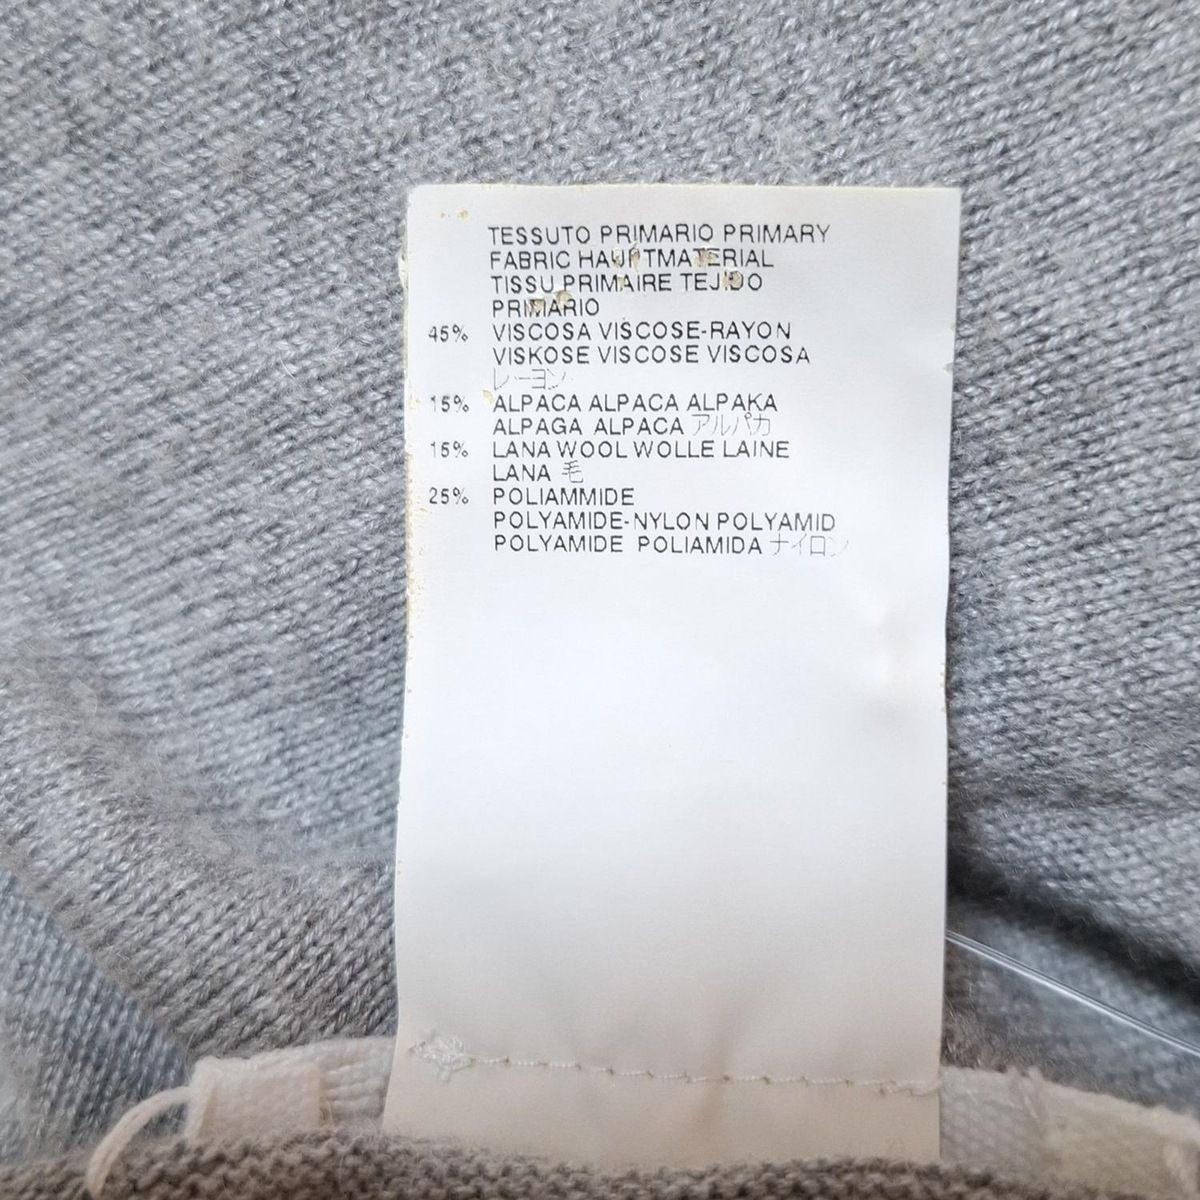 TESSUTO PRIMARIO PRIMARY
FABRIC HAUPTMATERIAL
TISSU PRIMAIRE TEJIDO
PRIMARIO
45% VISCOSA VISCOSE-RAYON
VISKOSE VISCOSE VISCOSA
レーヨン
15% ALPACA ALPACA ALPAKA
ALPAGA ALPACA アルパカ
15% LANA WOOL WOLLE LAINE
LANA 毛
25% POLIAMMIDE
POLYAMIDE-NYLON POLYAMID
POLYAMIDE POLIAMIDA ナイロン